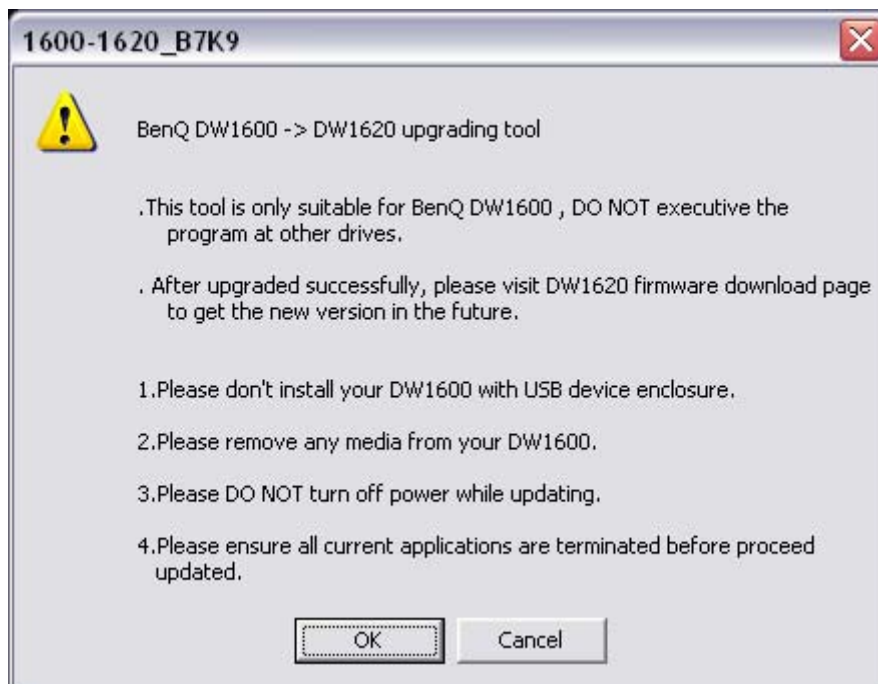 1600-1620_B7K9
BenQ DW1600 -> DW1620 upgrading tool
.This tool is only suitable for BenQ DW1600 , DO NOT executive the
program at other drives.
. After upgraded successfully, please visit DW1620 firmware download page
to get the new version in the future.
1.Please don't install your DW1600 with USB device enclosure.
2.Please remove any media from your DW1600.
3.Please DO NOT turn off power while updating.
4.Please ensure all current applications are terminated before proceed
updated.
OK Cancel